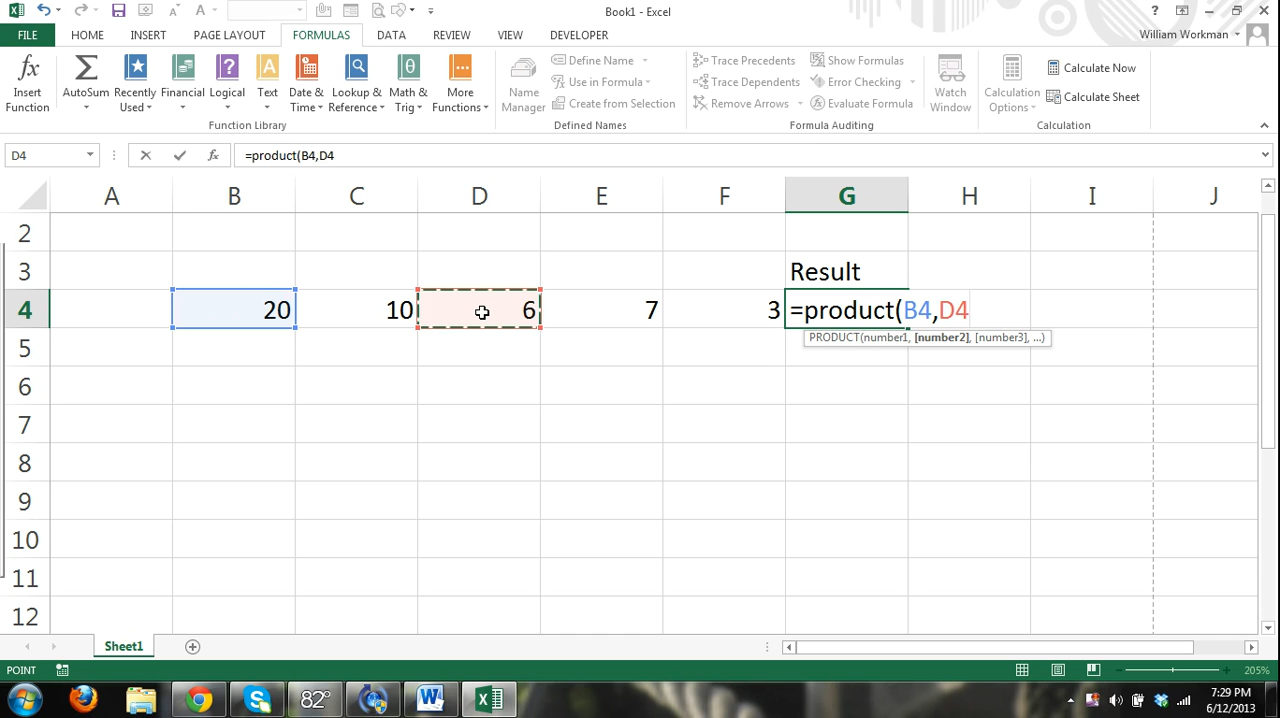 Book1 - Excel
FILE HOME INSERT PAGE LAYOUT FORMULAS DATA REVIEW VIEW DEVELOPER William Workman
Insert Function
AutoSum
Recently Used
Financial
Logical
Text
Date & Time
Lookup & Reference
Math & Trig
More Functions
Function Library
Name Manager
Define Name
Use in Formula
Create from Selection
Defined Names
Trace Precedents
Trace Dependents
Remove Arrows
Show Formulas
Error Checking
Evaluate Formula
Formula Auditing
Watch Window
Calculation Options
Calculate Now
Calculate Sheet
Calculation
D4 fx =product(B4,D4
A B C D E F G H I J
2
3 Result
4 20 10 6 7 3 =product(B4,D4
PRODUCT(number1, [number2], [number3], ...)
5
6
7
8
9
10
11
12
Sheet1
POINT 205%
82° 7:29 PM
6/12/2013